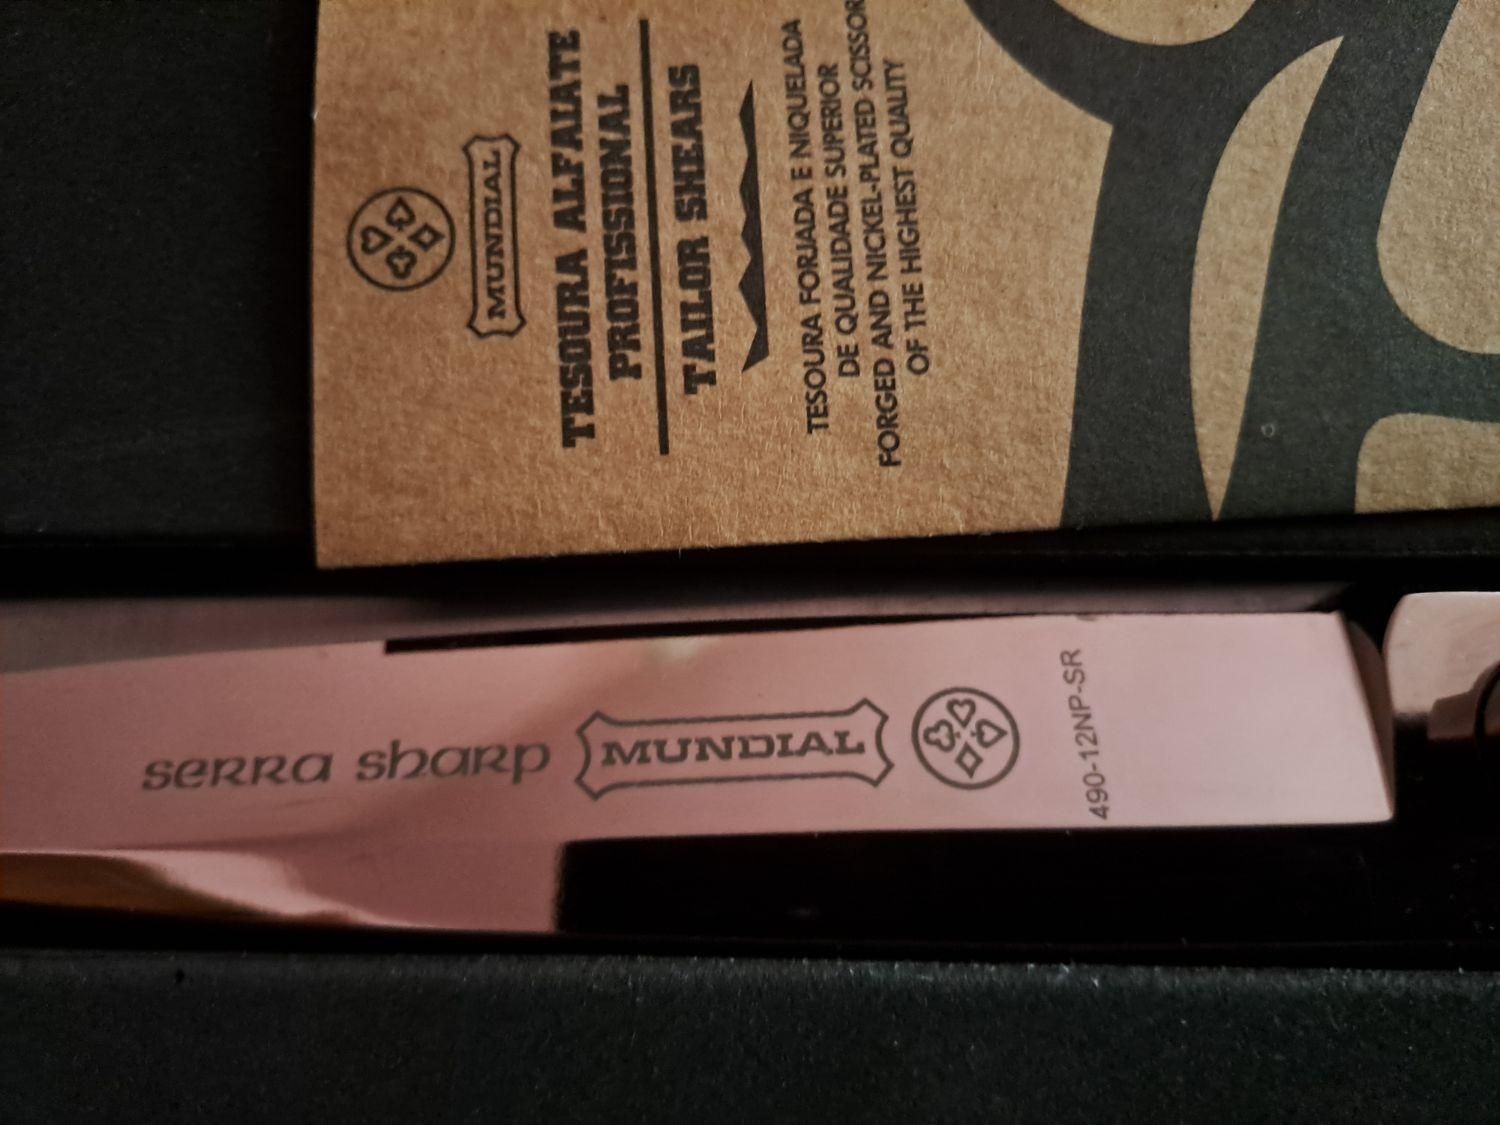 MUNDIAL
TESOURA ALFAIATE
PROFISSIONAL
TAILOR SHEARS
TESOURA FORJADA E NIQUELADA
DE QUALIDADE SUPERIOR
FORGED AND NICKEL-PLATED SCISSOR
OF THE HIGHEST QUALITY
serra sharp MUNDIAL
490-12NP-SR